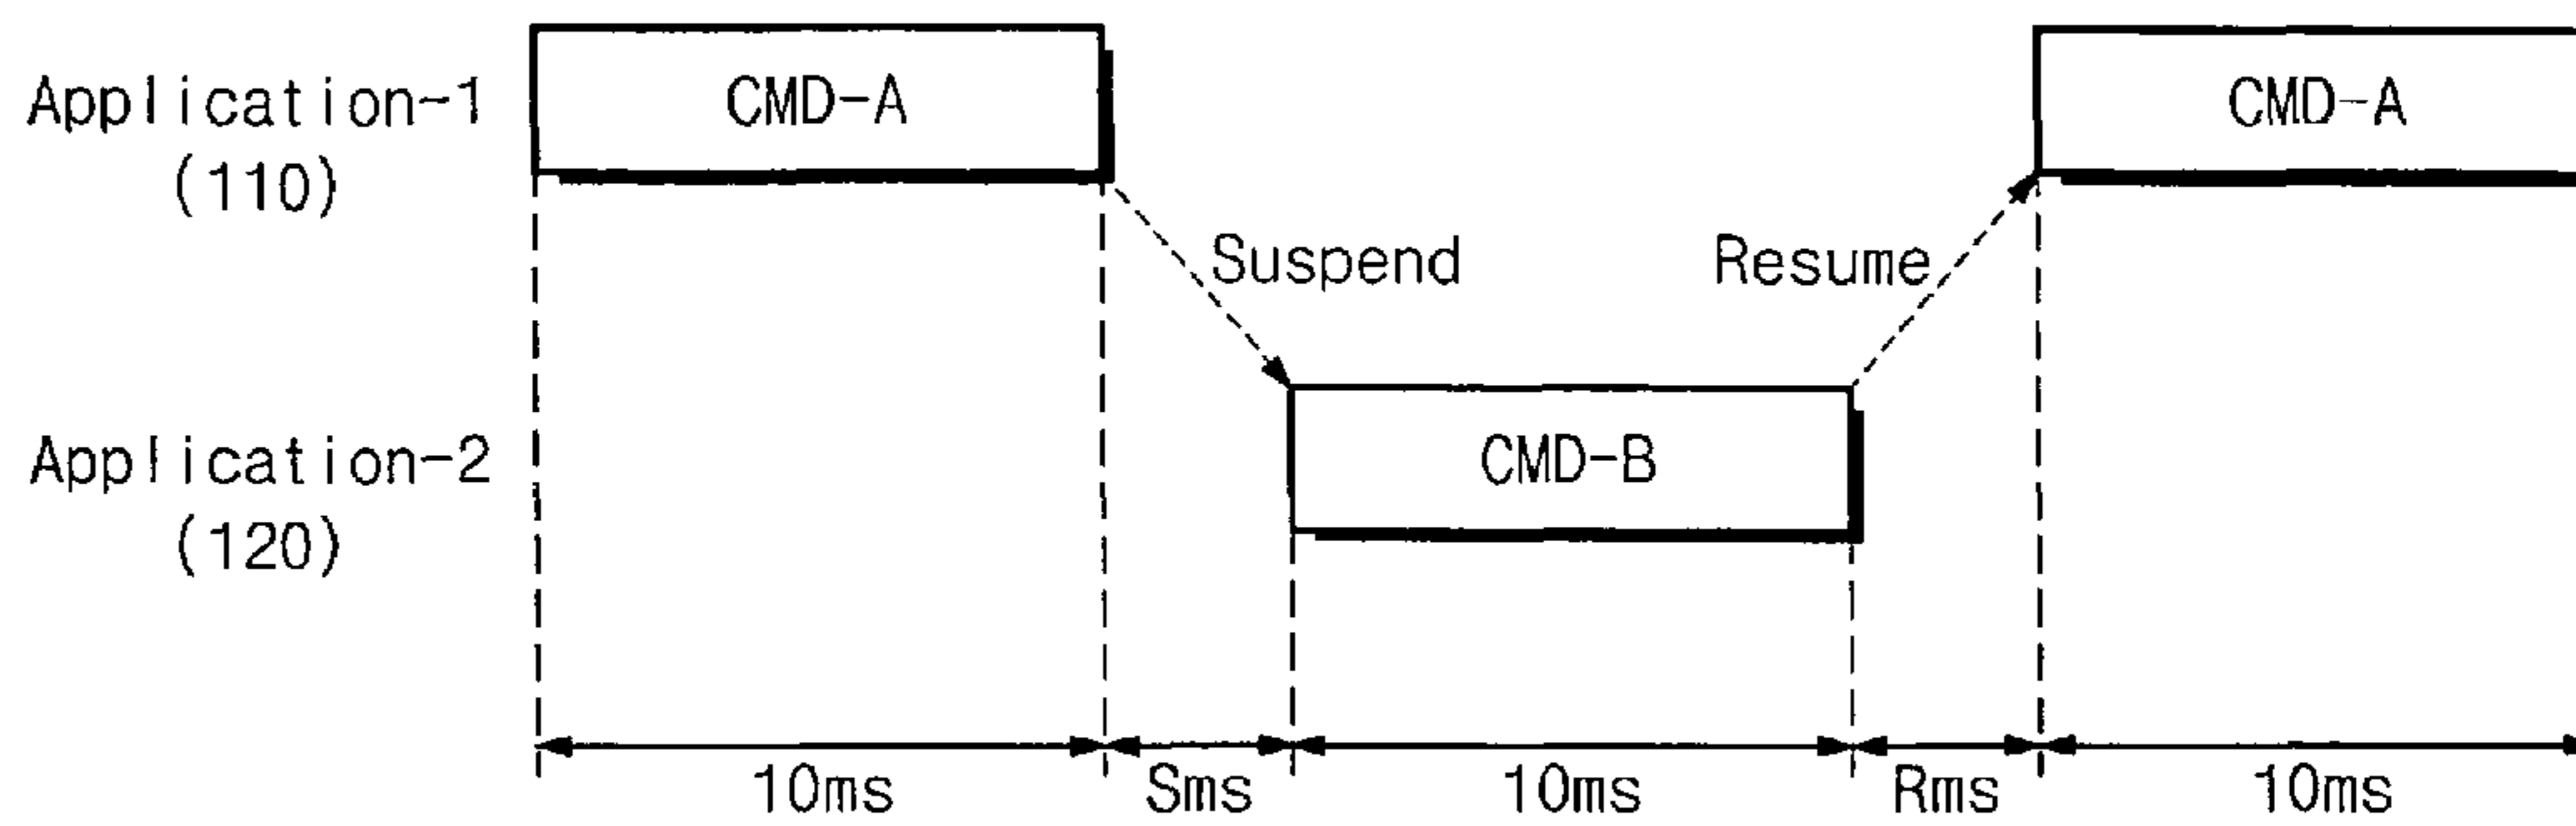 Application-1
(110)
CMD-A
CMD-A
Suspend
Resume
Application-2
(120)
CMD-B
10ms
Sms
10ms
Rms
10ms